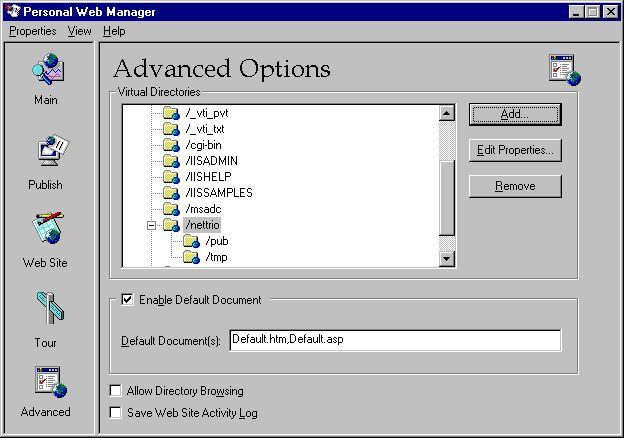 Personal Web Manager
Properties View Help
Main
Publish
Web Site
Tour
Advanced
Advanced Options
Virtual Directories
/_vti_pvt
/_vti_txt
/cgi-bin
/IISADMIN
/IISHELP
/IISSAMPLES
/msadc
/nettrio
/pub
/tmp
Add...
Edit Properties...
Remove
Enable Default Document
Default Document(s): Default.htm,Default.asp
Allow Directory Browsing
Save Web Site Activity Log